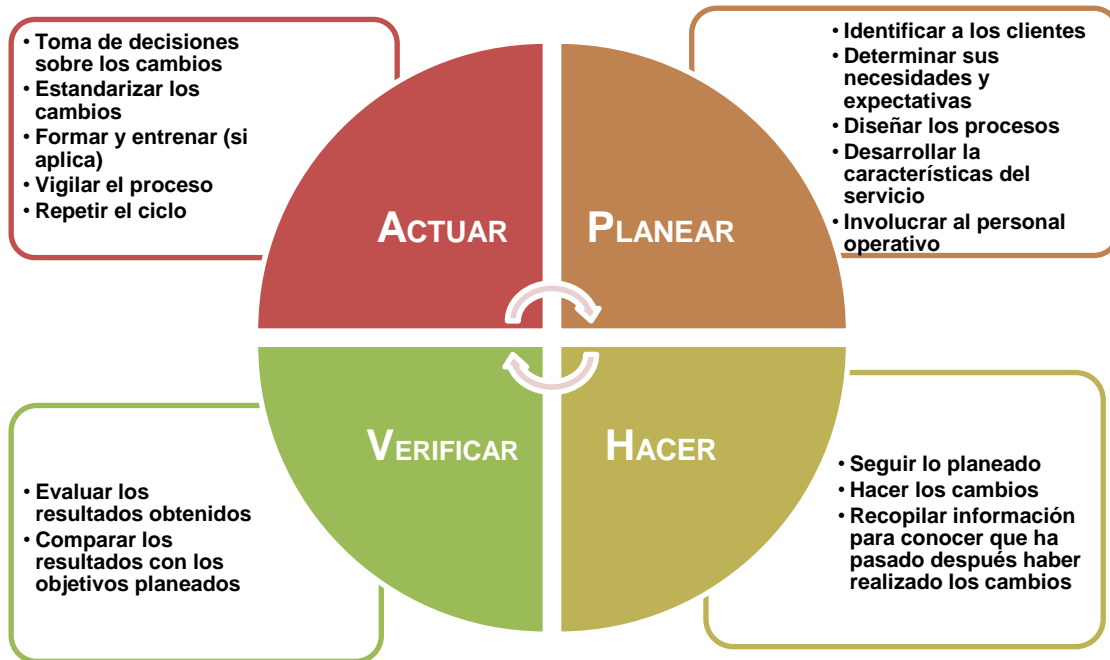 • Toma de decisiones
sobre los cambios
• Estandarizar los
cambios
• Formar y entrenar (si
aplica)
• Vigilar el proceso
• Repetir el ciclo
• Identificar a los clientes
• Determinar sus
necesidades y
expectativas
• Diseñar los procesos
• Desarrollar la
características del
servicio
• Involucrar al personal
operativo
ACTUAR
PLANEAR
VERIFICAR
HACER
• Evaluar los
resultados obtenidos
• Comparar los
resultados con los
objetivos planeados
• Seguir lo planeado
• Hacer los cambios
• Recopilar información
para conocer que ha
pasado después haber
realizado los cambios